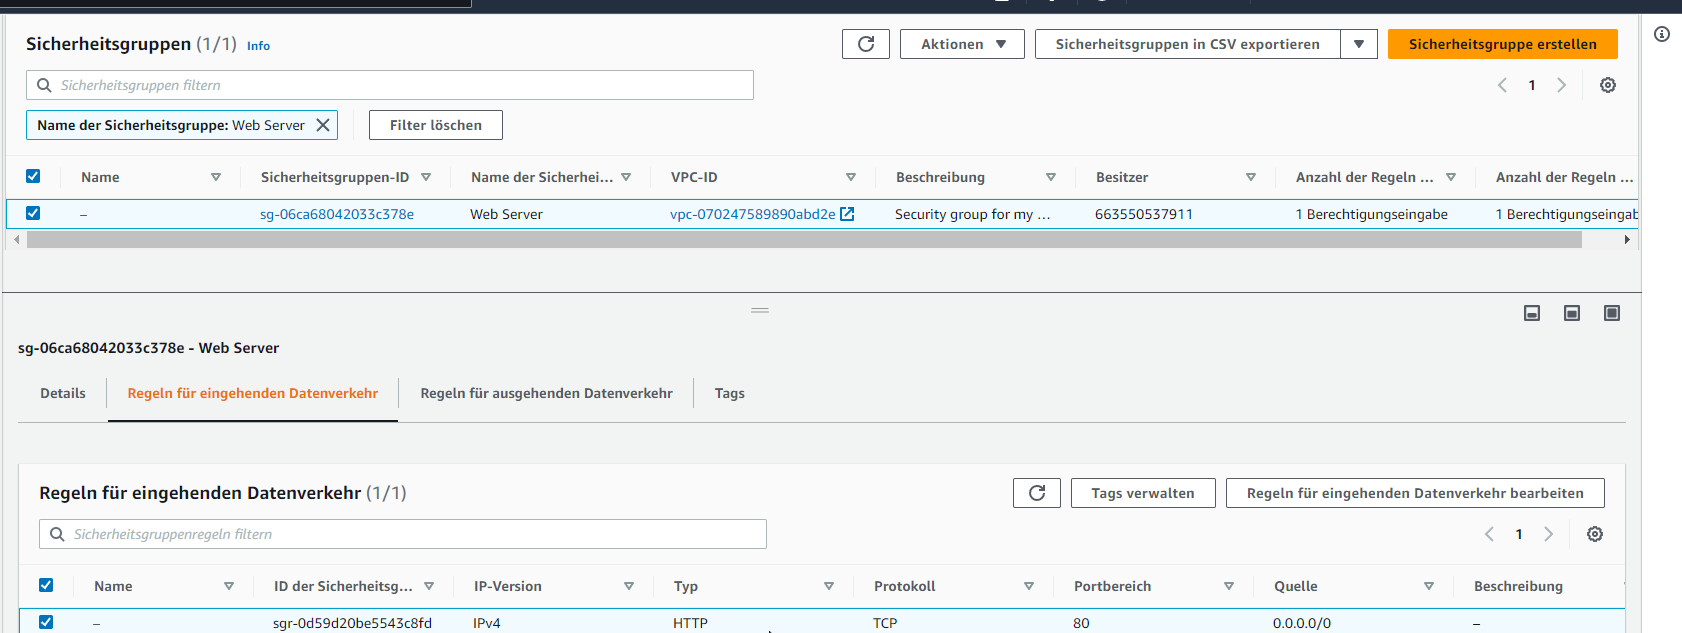 Sicherheitsgruppen (1/1) Info
Aktionen
Sicherheitsgruppen in CSV exportieren
Sicherheitsgruppe erstellen
Sicherheitsgruppen filtern
1
Name der Sicherheitsgruppe: Web Server
Filter löschen
Name Sicherheitsgruppen-ID Name der Sicherhei... VPC-ID Beschreibung Besitzer Anzahl der Regeln ... Anzahl der Regeln ...
– sg-06ca68042033c378e Web Server vpc-070247589890abd2e Security group for my ... 663550537911 1 Berechtigungseingabe 1 Berechtigungseingab
sg-06ca68042033c378e - Web Server
Details Regeln für eingehenden Datenverkehr Regeln für ausgehenden Datenverkehr Tags
Regeln für eingehenden Datenverkehr (1/1)
Tags verwalten
Regeln für eingehenden Datenverkehr bearbeiten
Sicherheitsgruppenregeln filtern
1
Name ID der Sicherheitsg... IP-Version Typ Protokoll Portbereich Quelle Beschreibung
– sgr-0d59d20be5543c8fd IPv4 HTTP TCP 80 0.0.0.0/0 –